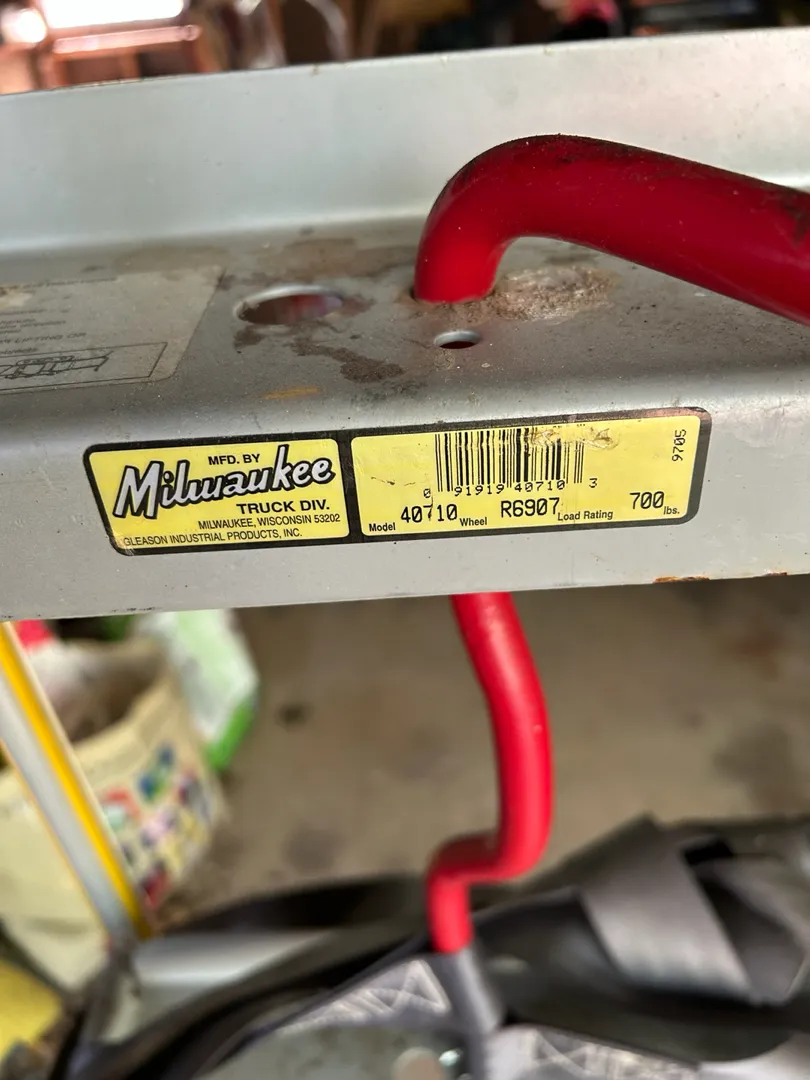 MFD. BY
Milwaukee
TRUCK DIV.
MILWAUKEE, WISCONSIN 53202
GLEASON INDUSTRIAL PRODUCTS, INC.
9705
0 91919 40710 3
Model 40710 Wheel R6907 Load Rating 700 lbs.